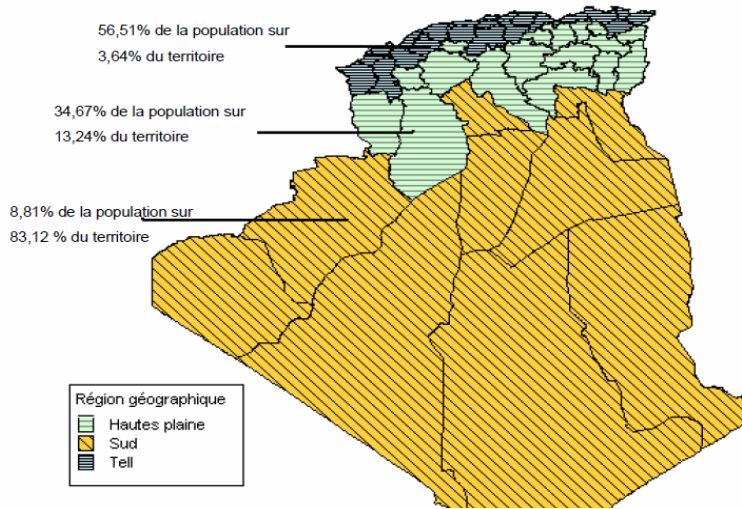 56,51% de la population sur
3,64% du territoire
34,67% de la population sur
13,24% du territoire
8,81% de la population sur
83,12 % du territoire
Région géographique
Hautes plaine
Sud
Tell